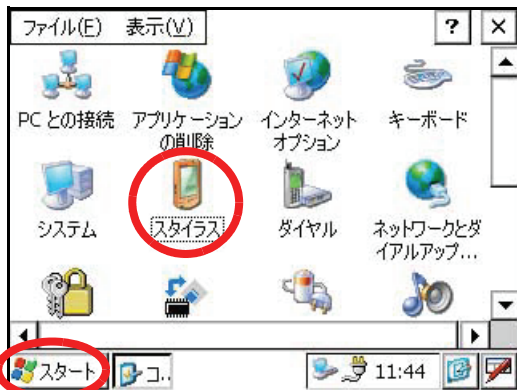 ファイル(F) 表示(V) ? ×
PC との接続 アプリケーションの削除 インターネット オプション キーボード
システム スタイラス ダイヤル ネットワークとダイアルアップ...
スタート コ.. 11:44